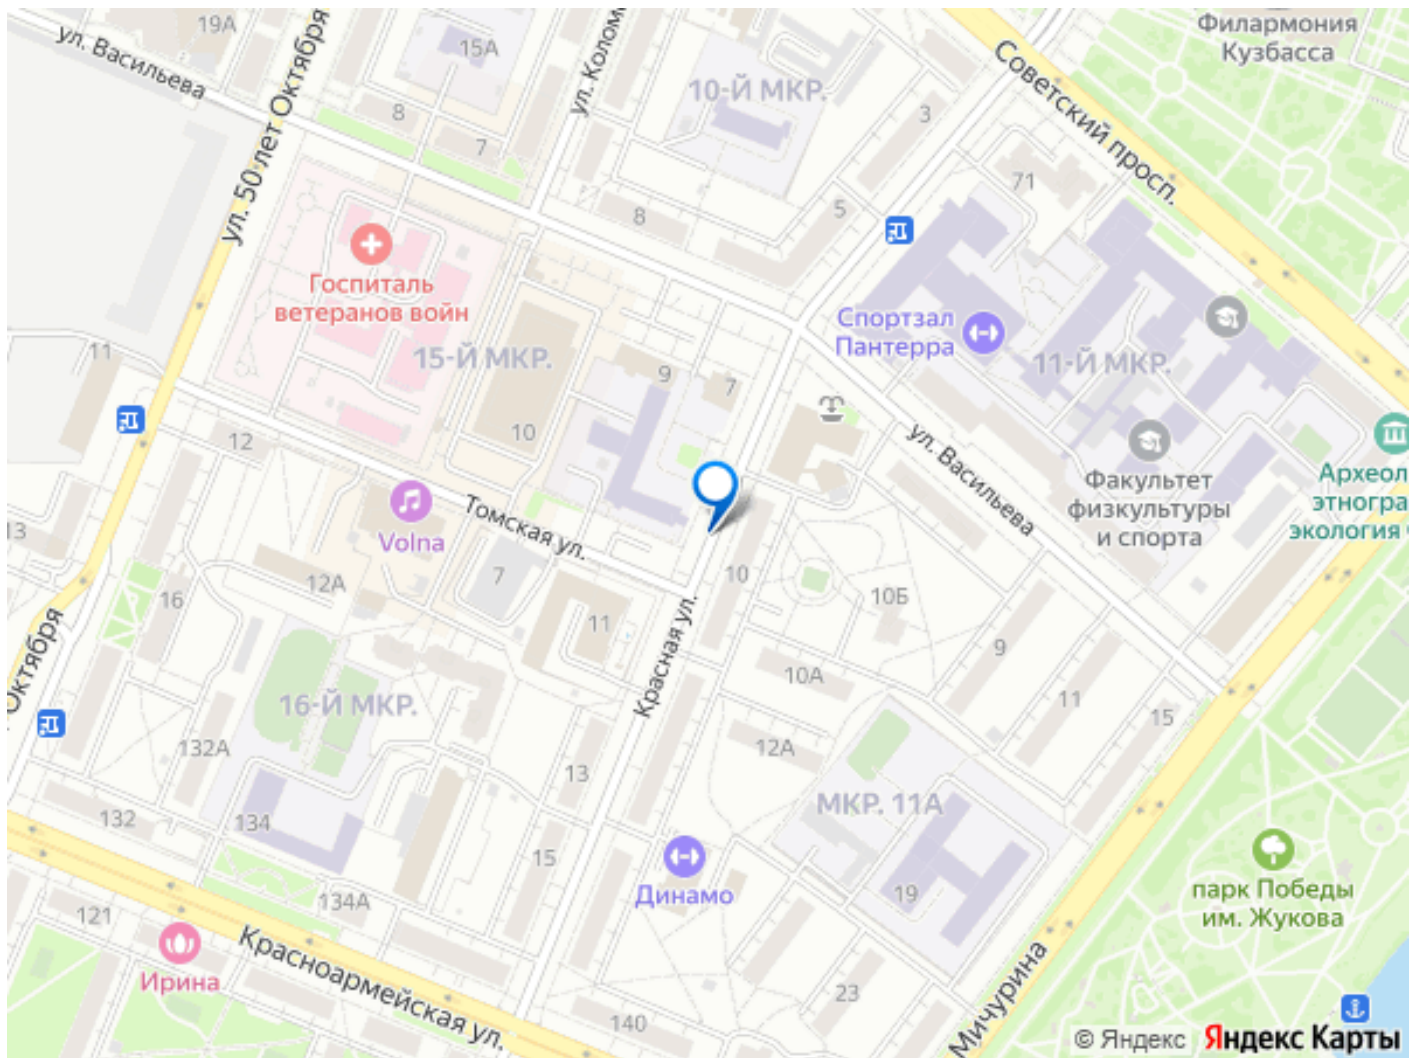 Филармония
Кузбасса
19А
ул. Васильева
15А
ул. Колом
Советский просп.
ул. 50 лет Октября
10-Й МКР.
8
7
3
71
8
5
Госпиталь
ветеранов войн
Спортзал
Пантерра
11
15-Й МКР.
9
7
11-Й МКР.
12
10
ул. Васильева
Факультет
физкультуры
и спорта
Археол
этногра
экология ч
Volna
Томская ул.
13
12А
7
10
10Б
16
11
Октября
Красная ул.
9
10А
11
15
16-Й МКР.
132А
12А
13
МКР. 11А
132
134
15
Динамо
19
парк Победы
им. Жукова
134А
121
Ирина
Красноармейская ул.
23
140
Мичурина
© Яндекс Яндекс Карты